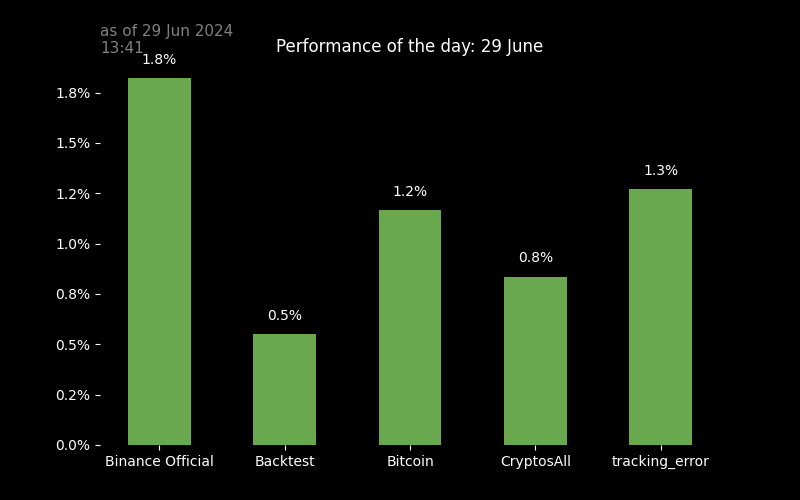 as of 29 Jun 2024
13:41
Performance of the day: 29 June
1.8%
0.5%
1.2%
0.8%
1.3%
1.8%
1.5%
1.2%
1.0%
0.8%
0.5%
0.2%
0.0%
Binance Official
Backtest
Bitcoin
CryptosAll
tracking_error